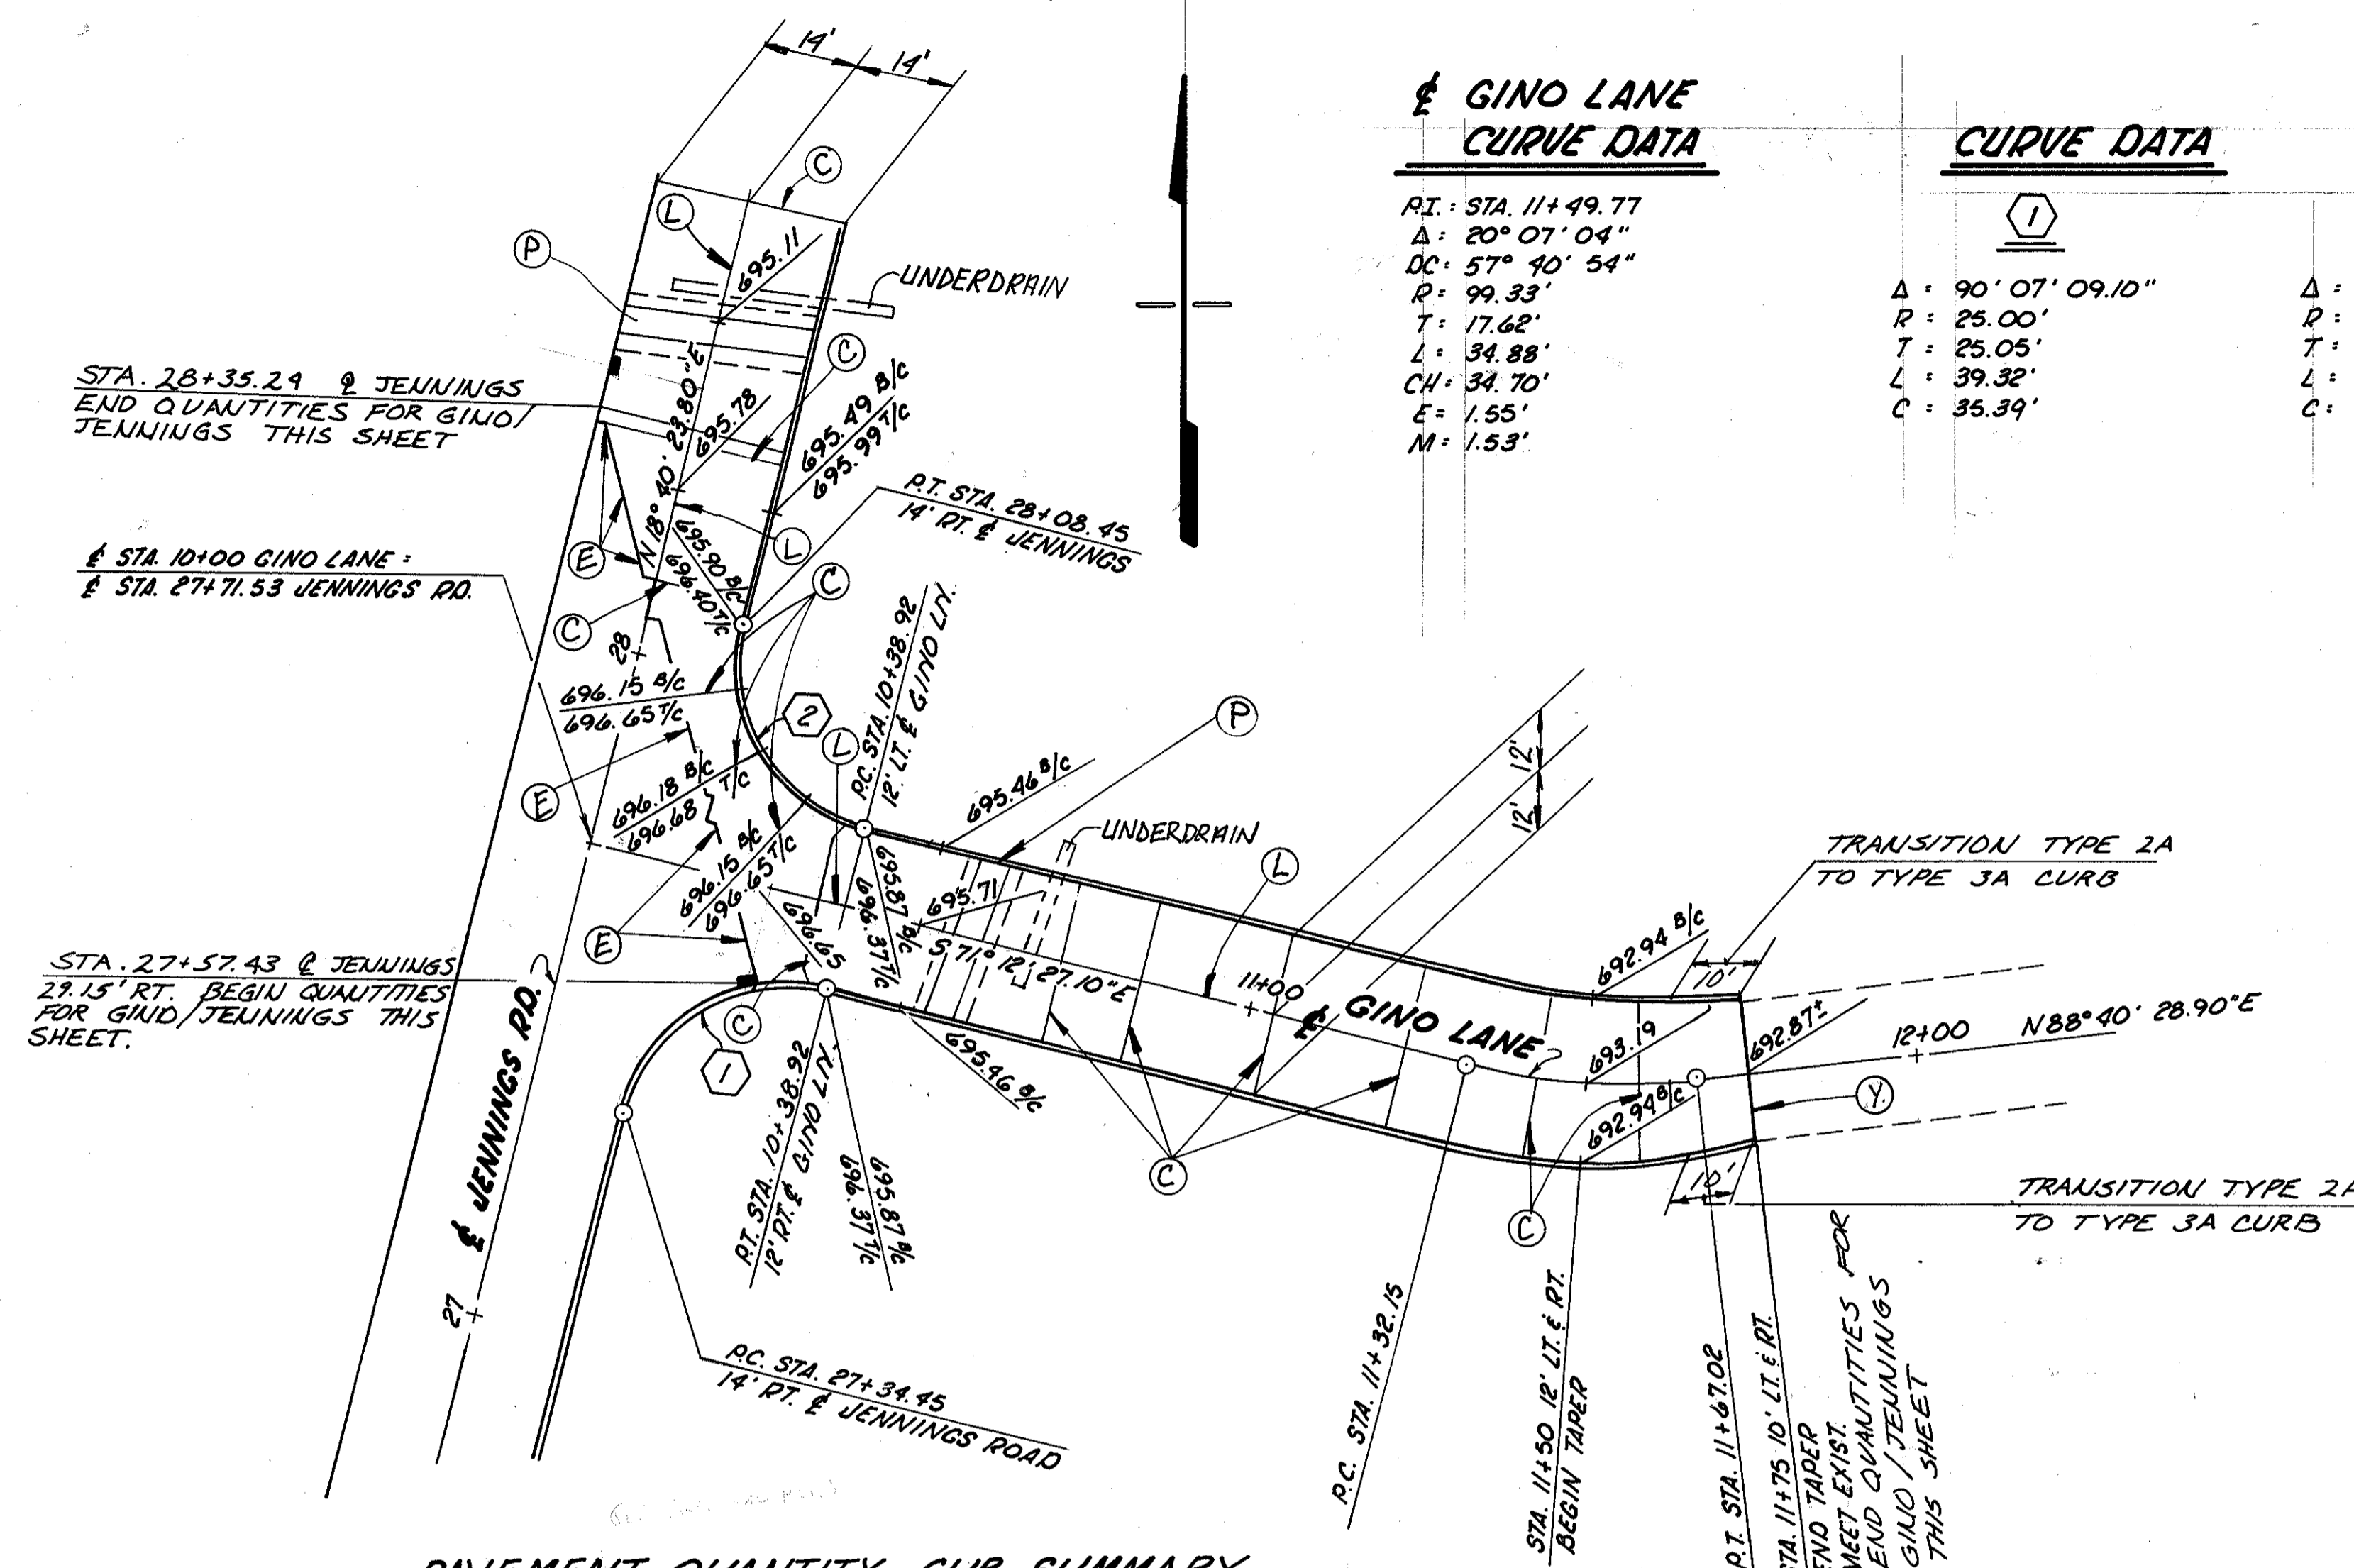 14'
14'
C
L
P
695.11
UNDERDRAIN
C
STA. 28+35.24 ℄ JENNINGS
END QUANTITIES FOR GINO/
JENNINGS THIS SHEET
N 18° 40' 23.80"E
695.78
695.49 B/C
695.99 T/C
P.T. STA. 28+08.45
14' RT. ℄ JENNINGS
E
L
C
695.90 B/C
696.40 T/C
℄ STA. 10+00 GINO LANE =
℄ STA. 27+71.53 JENNINGS RD.
C
28
696.15 B/C
696.65 T/C
2
L
P.C. STA. 10+38.92
12' LT. ℄ GINO LN.
P
E
696.18 B/C
696.68 T/C
696.15 B/C
696.65 T/C
695.46 B/C
UNDERDRAIN
L
12'
12'
TRANSITION TYPE 2A
TO TYPE 3A CURB
E
696.65
695.87 B/C
696.37 T/C
695.71
S 71° 12' 27.10"E
11+00
℄ GINO LANE
692.94 B/C
10'
693.19
692.87±
12+00
N88° 40' 28.90"E
STA. 27+57.43 ℄ JENNINGS
29.15' RT. BEGIN QUANTITIES
FOR GINO/JENNINGS THIS
SHEET.
C
1
695.46 B/C
692.94 B/C
Y
C
C
10'
TRANSITION TYPE 2A
TO TYPE 3A CURB
℄ JENNINGS RD.
27
P.T. STA. 10+38.92
12' RT. ℄ GINO LN.
695.87 B/C
696.37 T/C
P.C. STA. 27+34.45
14' RT. ℄ JENNINGS ROAD
P.C. STA. 11+32.15
STA. 11+50 12' LT. & RT.
BEGIN TAPER
P.T. STA. 11+67.02
STA. 11+75 10' LT. & RT.
END TAPER
MEET EXIST.
END QUANTITIES FOR
GINO / JENNINGS
THIS SHEET
℄ GINO LANE
CURVE DATA
P.I. = STA. 11+49.77
Δ = 20° 07' 04"
DC = 57° 40' 54"
R = 99.33'
T = 17.62'
L = 34.88'
CH = 34.70'
E = 1.55'
M = 1.53'
CURVE DATA
1
Δ = 90' 07' 09.10"
R = 25.00'
T = 25.05'
L = 39.32'
C = 35.39'
Δ =
R =
T =
L =
C =
PAVEMENT QUANTITY SUB SUMMARY